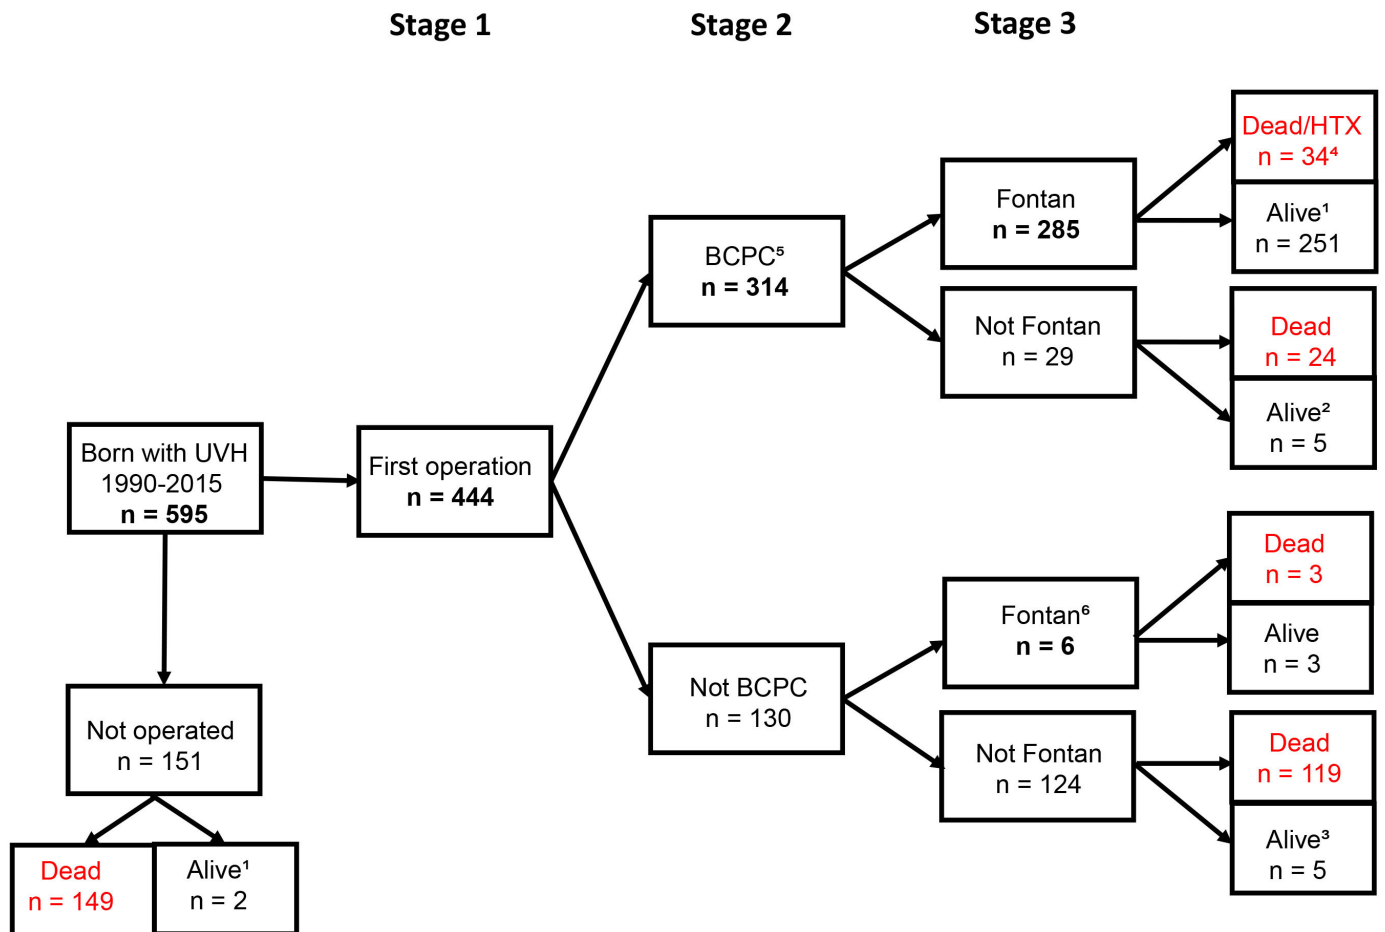 Stage 1
Stage 2
Stage 3
Born with UVH
1990-2015
n = 595
Not operated
n = 151
Dead
n = 149
Alive¹
n = 2
First operation
n = 444
BCPC⁵
n = 314
Not BCPC
n = 130
Fontan
n = 285
Not Fontan
n = 29
Fontan⁶
n = 6
Not Fontan
n = 124
Dead/HTX
n = 34⁴
Alive¹
n = 251
Dead
n = 24
Alive²
n = 5
Dead
n = 3
Alive
n = 3
Dead
n = 119
Alive³
n = 5